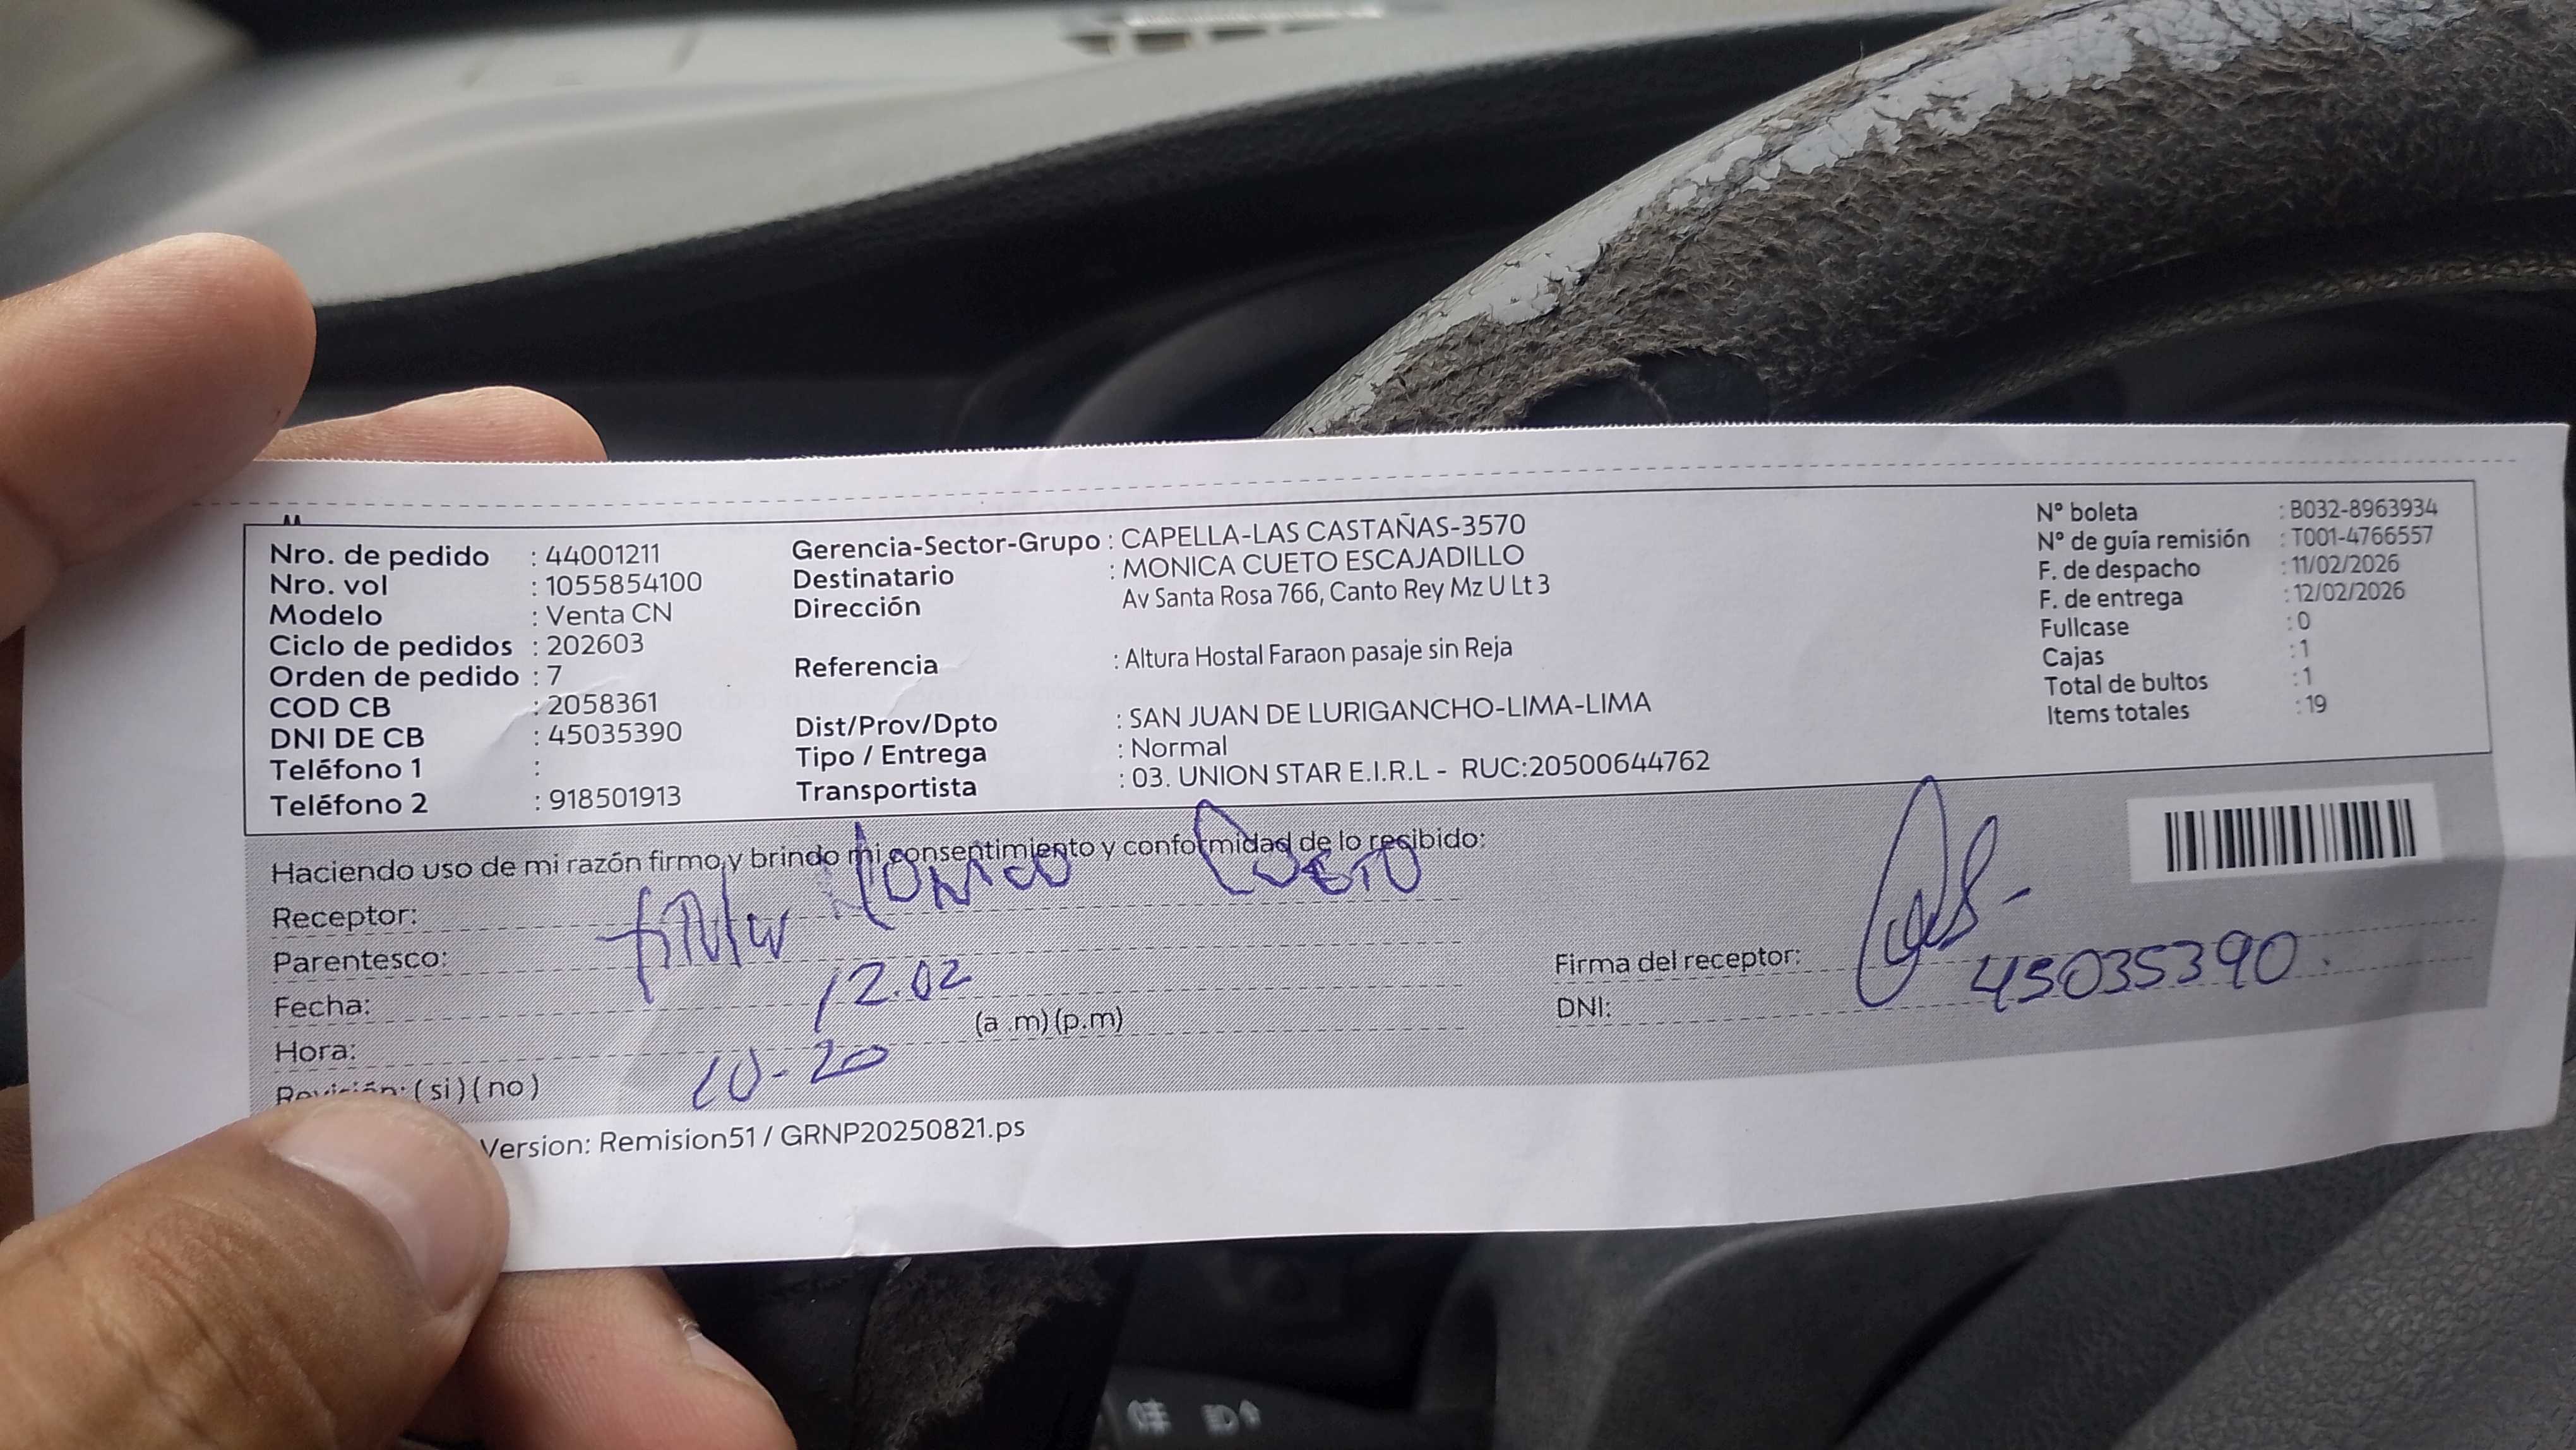 Nro. de pedido : 44001211
Nro. vol : 1055854100
Modelo : Venta CN
Ciclo de pedidos : 202603
Orden de pedido : 7
COD CB : 2058361
DNI DE CB : 45035390
Teléfono 1 :
Teléfono 2 : 918501913
Gerencia-Sector-Grupo : CAPELLA-LAS CASTAÑAS-3570
Destinatario : MONICA CUETO ESCAJADILLO
Dirección Av Santa Rosa 766, Canto Rey Mz U Lt 3
Referencia : Altura Hostal Faraon pasaje sin Reja
Dist/Prov/Dpto : SAN JUAN DE LURIGANCHO-LIMA-LIMA
Tipo / Entrega : Normal
Transportista : 03. UNION STAR E.I.R.L - RUC:20500644762
N° boleta : B032-8963934
N° de guía remisión : T001-4766557
F. de despacho : 11/02/2026
F. de entrega : 12/02/2026
Fullcase : 0
Cajas : 1
Total de bultos : 1
Items totales : 19
Haciendo uso de mi razón firmo y brindo mi consentimiento y conformidad de lo recibido:
Receptor: Cueto
Parentesco:
Fecha: 12.02
Hora: 10-20 (a .m)(p.m)
Revisión: (si)(no)
Firma del receptor:
DNI: 45035390.
Version: Remision51 / GRNP20250821.ps